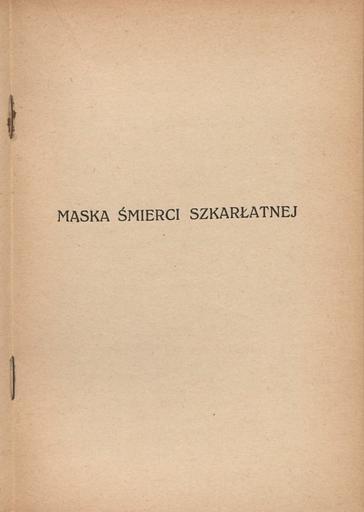 MASKA ŚMIERCI SZKARŁATNEJ